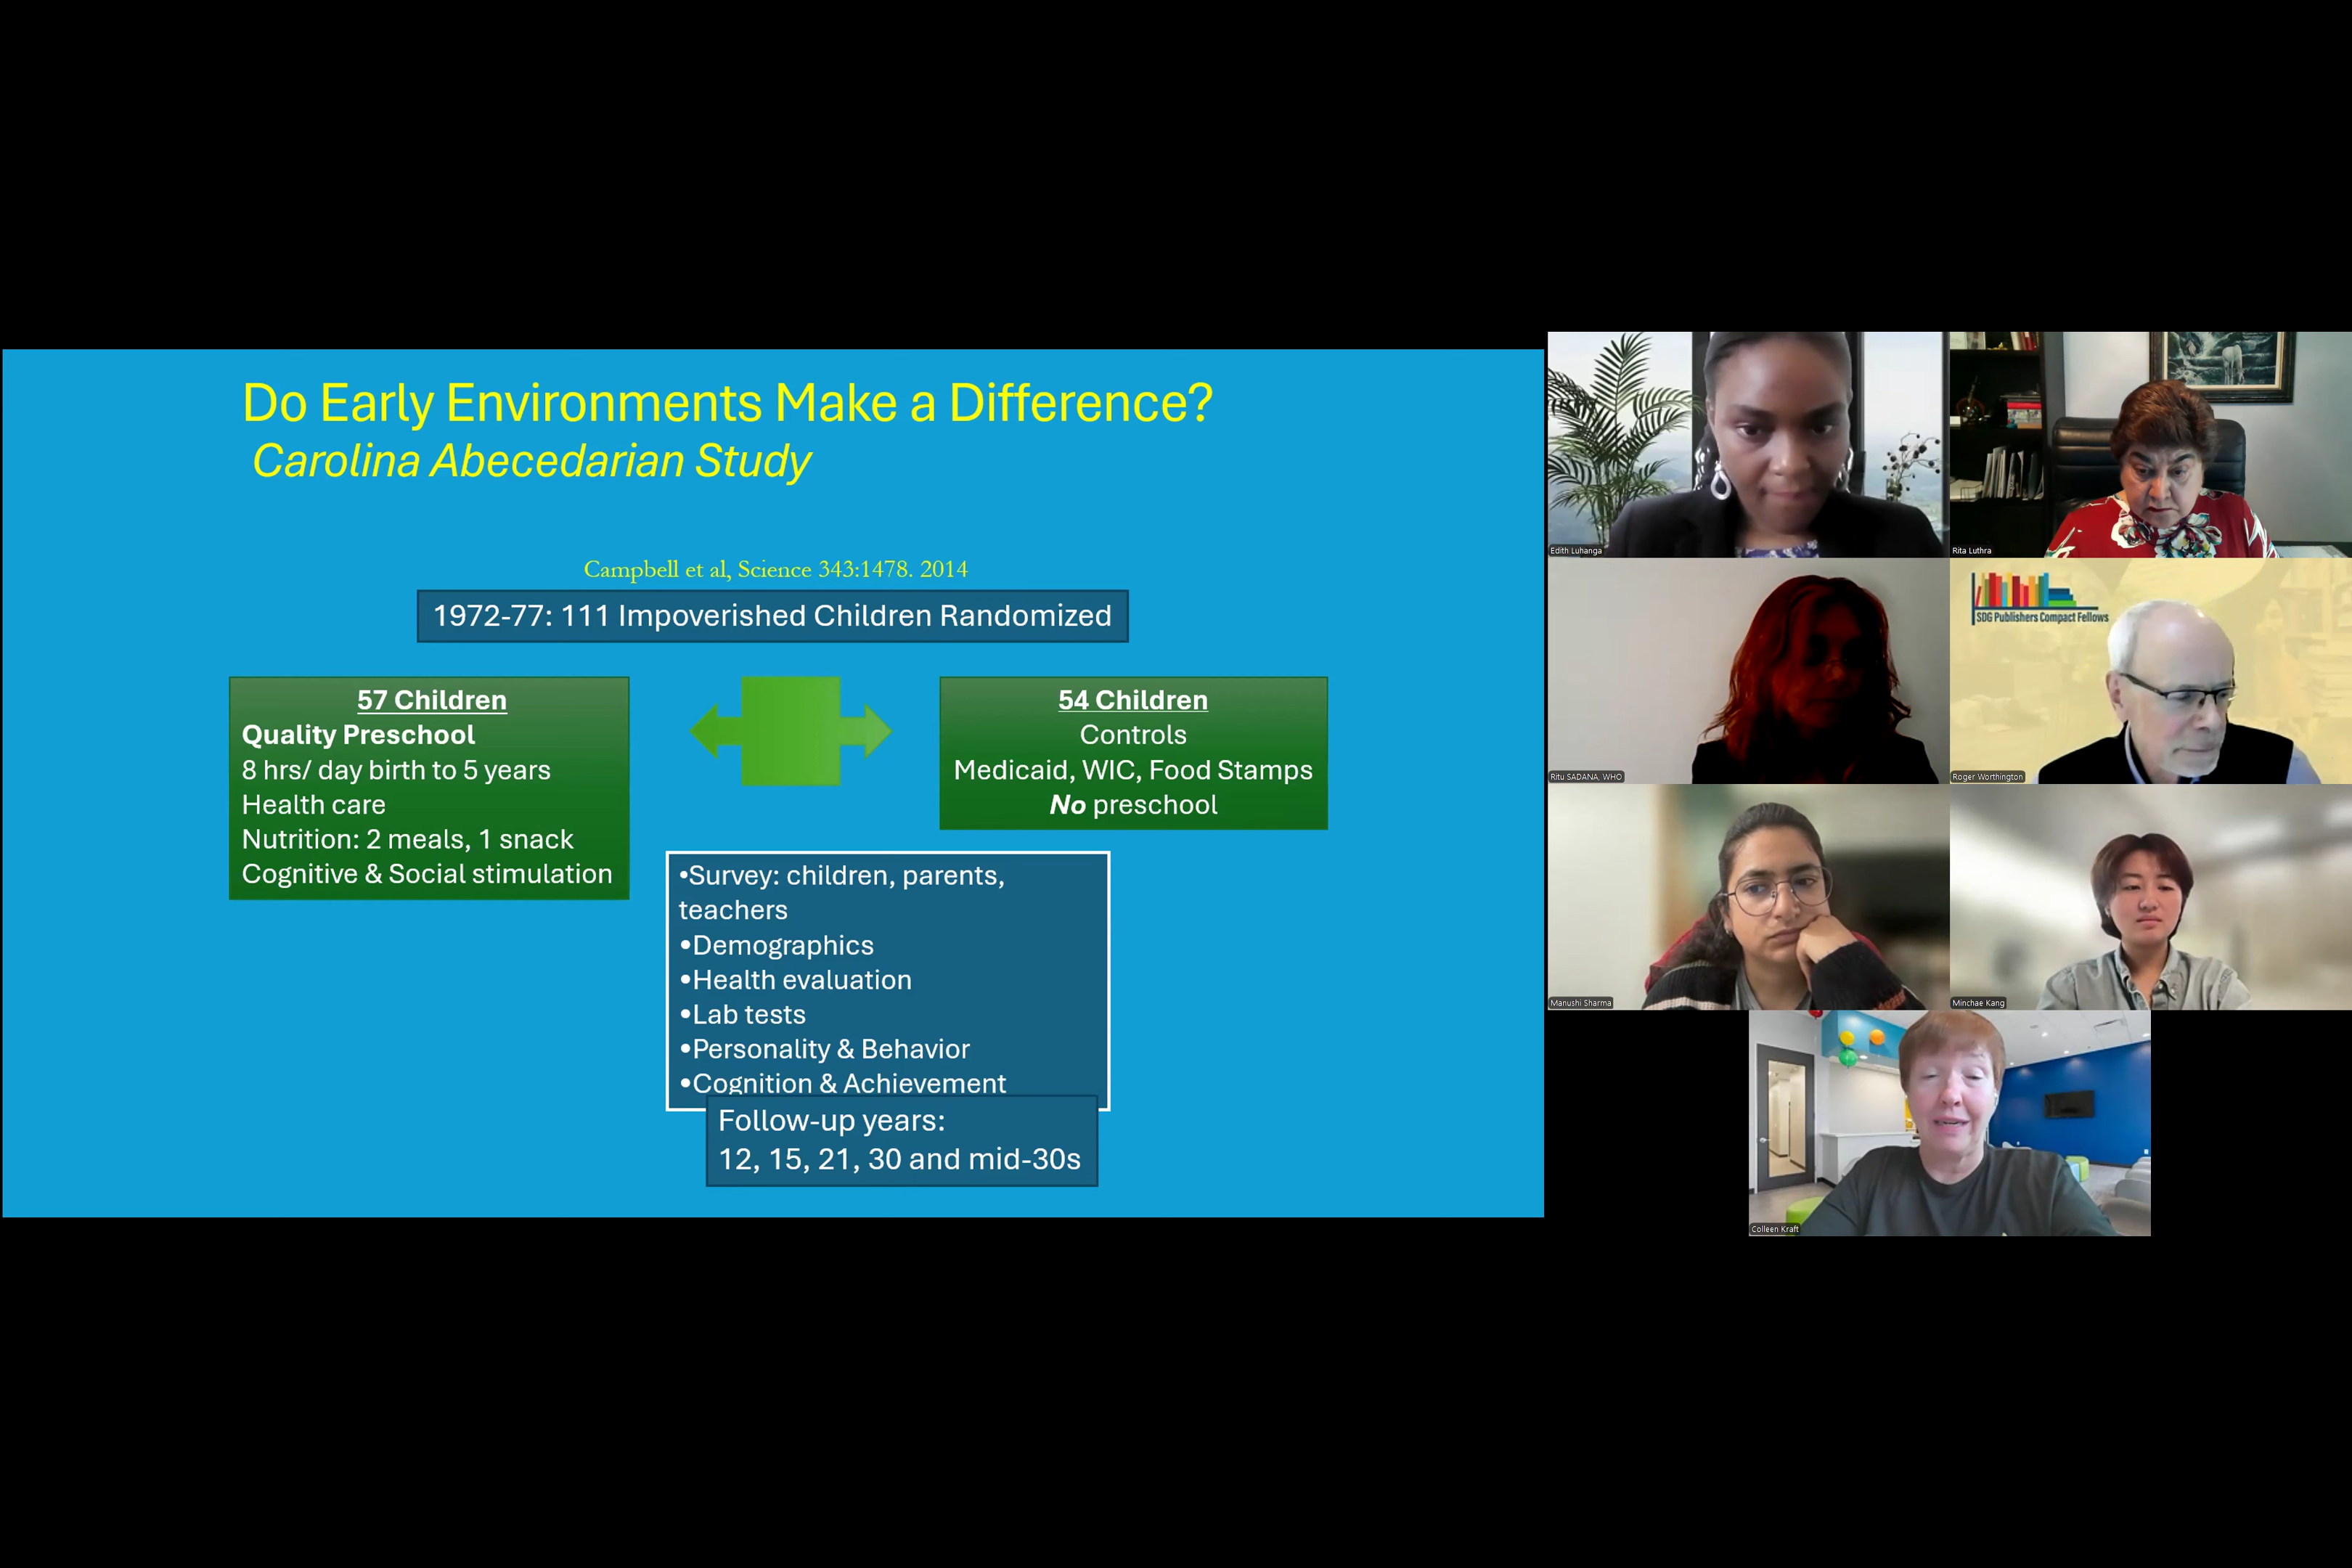 Do Early Environments Make a Difference?
Carolina Abecedarian Study
Campbell et al, Science 343:1478. 2014
1972-77: 111 Impoverished Children Randomized
57 Children
Quality Preschool
8 hrs/ day birth to 5 years
Health care
Nutrition: 2 meals, 1 snack
Cognitive & Social stimulation
54 Children
Controls
Medicaid, WIC, Food Stamps
No preschool
•Survey: children, parents,
teachers
•Demographics
•Health evaluation
•Lab tests
•Personality & Behavior
•Cognition & Achievement
Follow-up years:
12, 15, 21, 30 and mid-30s
Edith Luhanga
Rita Luthra
Ritu SADANA, WHO
SDG Publishers Compact Fellows
Roger Worthington
Manushi Sharma
Minchae Kang
Colleen Kraft